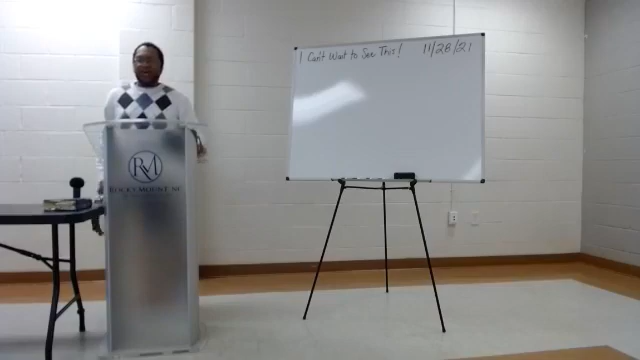 I Can't Wait to See This! 11/28/21
RM
ROCKY MOUNT, NC